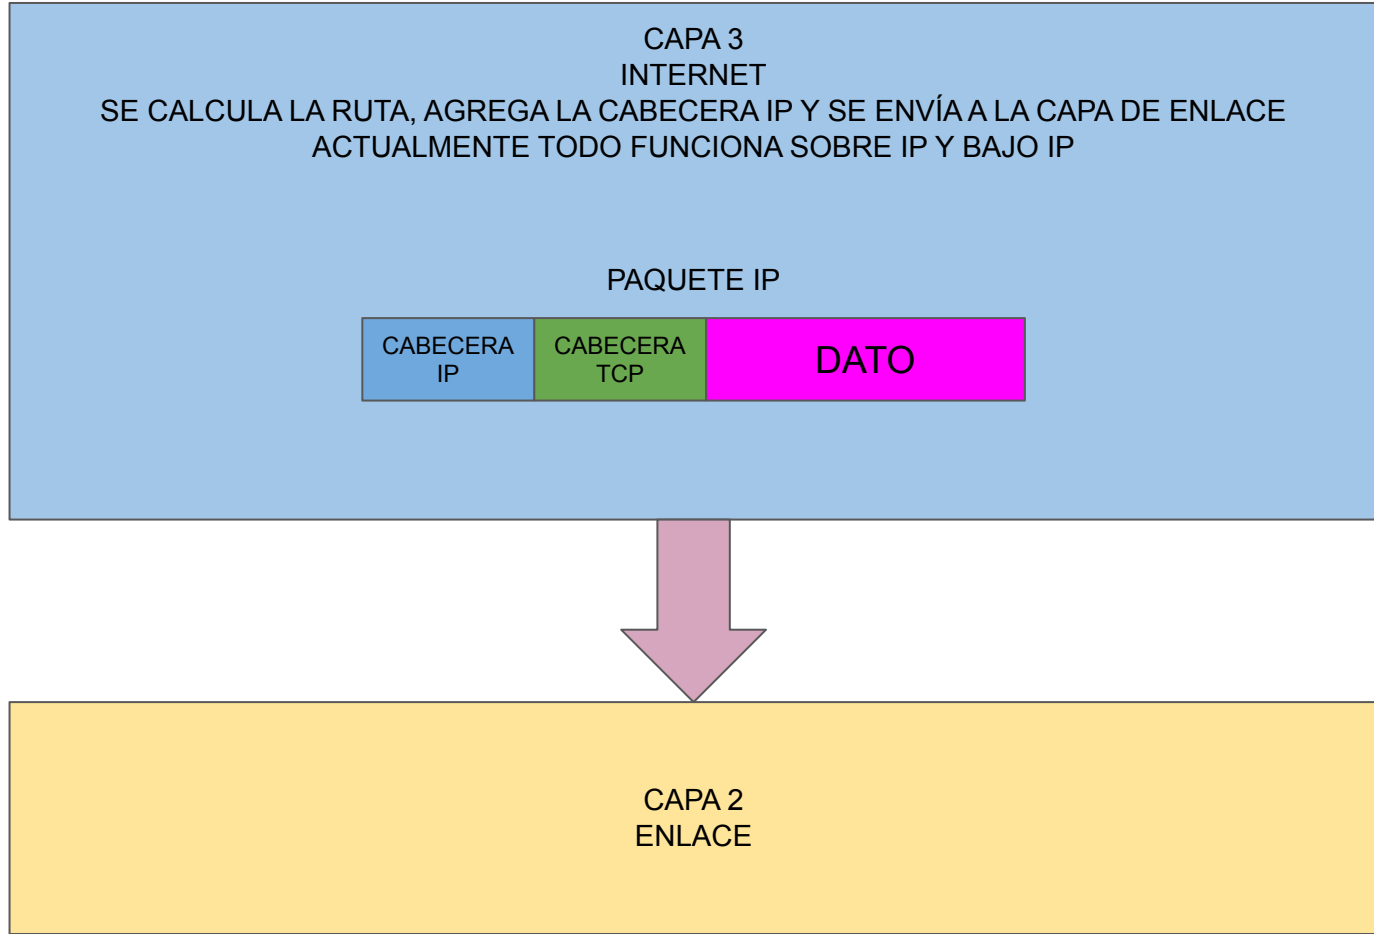 CAPA 3
INTERNET
SE CALCULA LA RUTA, AGREGA LA CABECERA IP Y SE ENVÍA A LA CAPA DE ENLACE
ACTUALMENTE TODO FUNCIONA SOBRE IP Y BAJO IP
PAQUETE IP
CABECERA
IP
CABECERA
TCP
DATO
CAPA 2
ENLACE